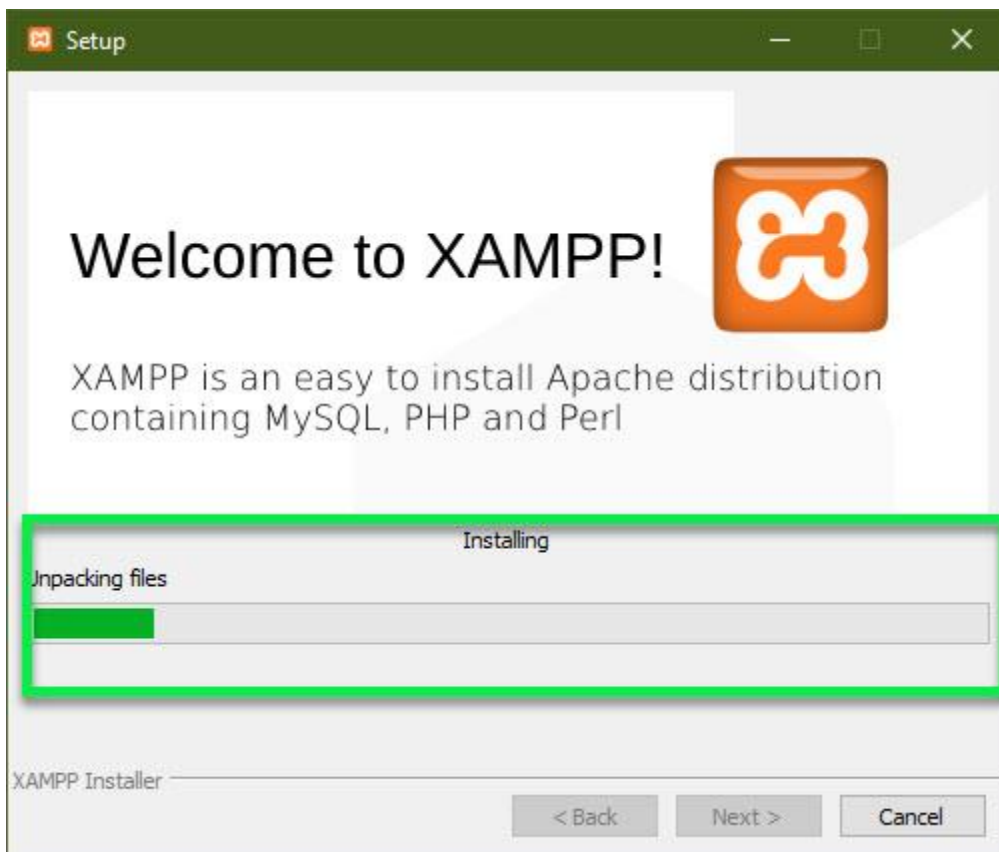 Setup
Welcome to XAMPP!
XAMPP is an easy to install Apache distribution
containing MySQL, PHP and Perl
Installing
Unpacking files
XAMPP Installer
< Back Next > Cancel